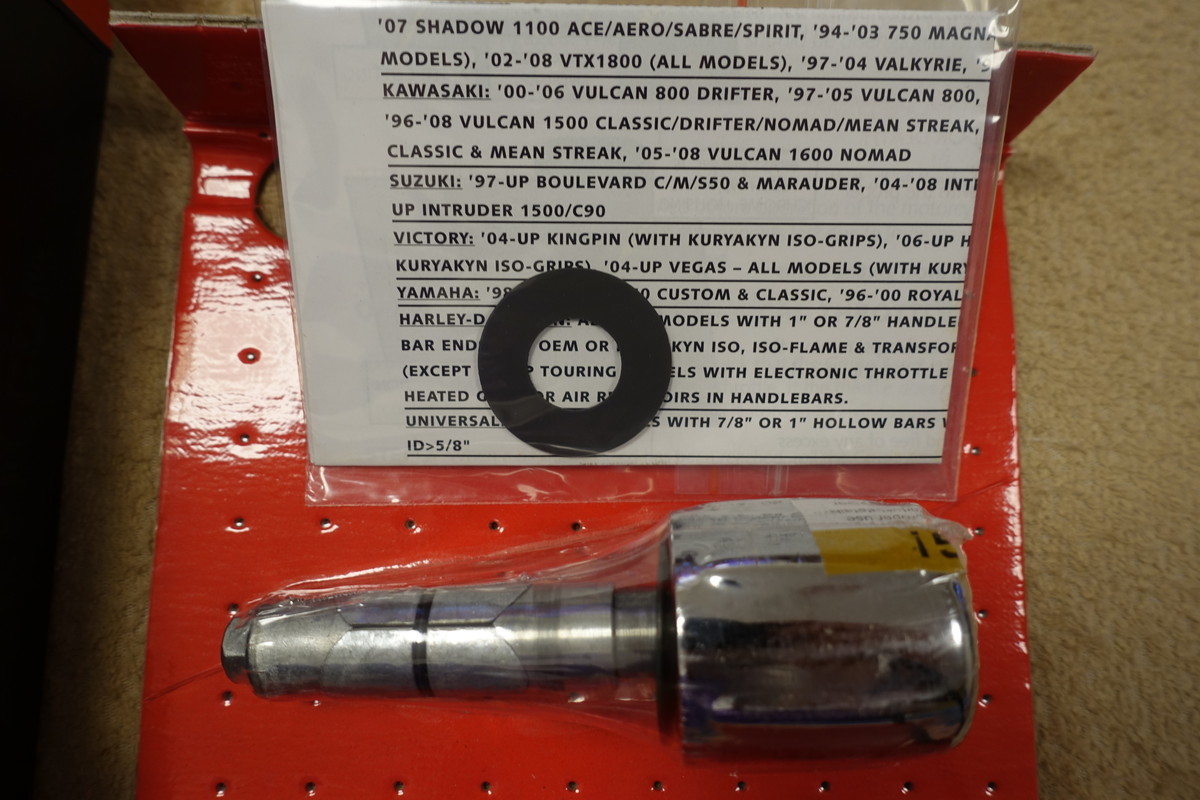 '07 SHADOW 1100 ACE/AERO/SABRE/SPIRIT, '94-'03 750 MAGNA
MODELS), '02-'08 VTX1800 (ALL MODELS), '97-'04 VALKYRIE,
KAWASAKI: '00-'06 VULCAN 800 DRIFTER, '97-'05 VULCAN 800,
'96-'08 VULCAN 1500 CLASSIC/DRIFTER/NOMAD/MEAN STREAK,
CLASSIC & MEAN STREAK, '05-'08 VULCAN 1600 NOMAD
SUZUKI: '97-UP BOULEVARD C/M/S50 & MARAUDER, '04-'08
UP INTRUDER 1500/C90
VICTORY: '04-UP KINGPIN (WITH KURYAKYN ISO-GRIPS), '06-UP
KURYAKYN ISO-GRIPS), '04-UP VEGAS – ALL MODELS (WITH
YAMAHA: CUSTOM & CLASSIC, '96-'00 ROYAL
MODELS WITH 1" OR 7/8"
BAR OEM OR ISO, ISO-FLAME &
(EXCEPT TOURING WITH ELECTRONIC THROTTLE
HEATED OR AIR IN HANDLEBARS.
UNIVERSAL WITH 7/8" OR 1" HOLLOW BARS
ID>5/8"
15